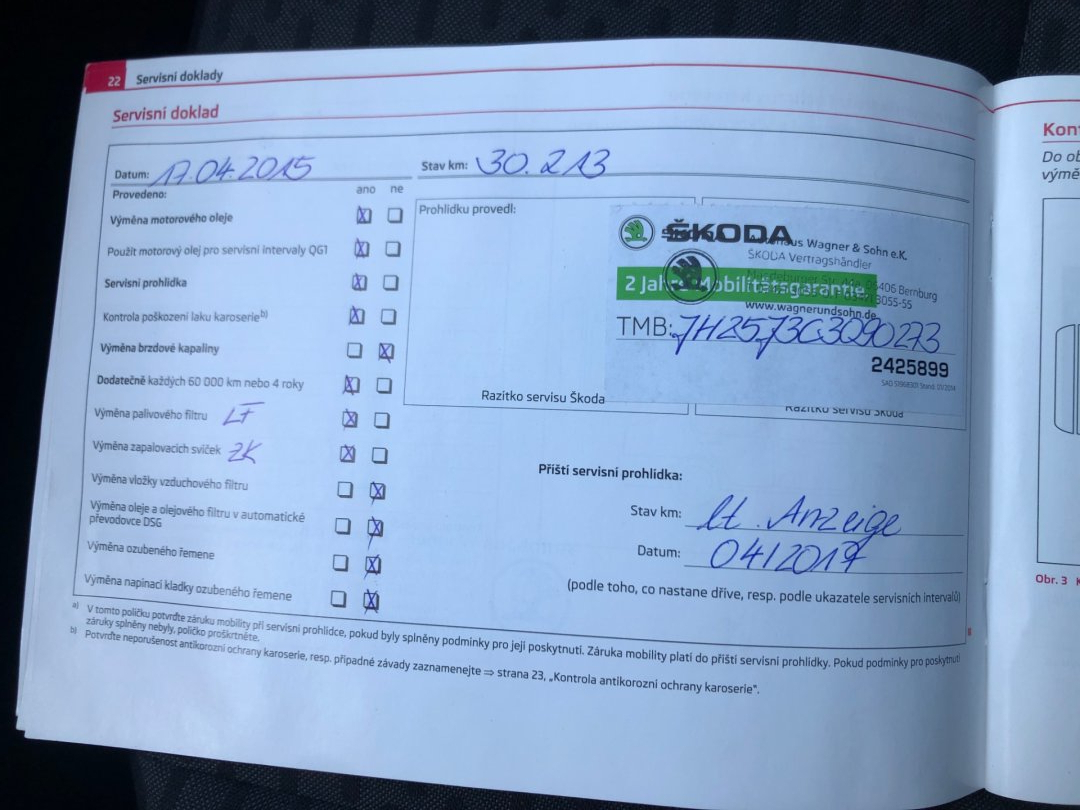 22 Servisní doklady
Servisní doklad
Datum: 17.04.2015
Stav km: 30.213
Provedeno:
ano ne
Výměna motorového oleje
Použit motorový olej pro servisní intervaly QG1
Servisní prohlídka
Kontrola poškození laku karoserie b)
Výměna brzdové kapaliny
Dodatečně každých 60 000 km nebo 4 roky
Výměna palivového filtru LF
Výměna zapalovacích svíček ZK
Výměna vložky vzduchového filtru
Výměna oleje a olejového filtru v automatické
převodovce DSG
Výměna ozubeného řemene
Výměna napínací kladky ozubeného řemene
Prohlídku provedl:
ŠKODA
Wagner & Sohn e.K.
ŠKODA Vertragshändler
2 Jahre Mobilitätsgarantie
06406 Bernburg
3055-55
www.wagnerundsohn.de
TMB:
2425899
Razítko servisu Škoda
Razítko servisu Škoda
Příští servisní prohlídka:
Stav km: lt. Anzeige
Datum: 04/2017
(podle toho, co nastane dříve, resp. podle ukazatele servisních intervalů)
a) V tomto políčku potvrďte záruku mobility při servisní prohlídce, pokud byly splněny podmínky pro její poskytnutí. Záruka mobility platí do příští servisní prohlídky. Pokud podmínky pro poskytnutí
záruky splněny nebyly, políčko proškrtněte.
b) Potvrďte neporušenost antikorozní ochrany karoserie, resp. případné závady zaznamenejte ⇒ strana 23, „Kontrola antikorozní ochrany karoserie".
Do
výmě
Obr. 3